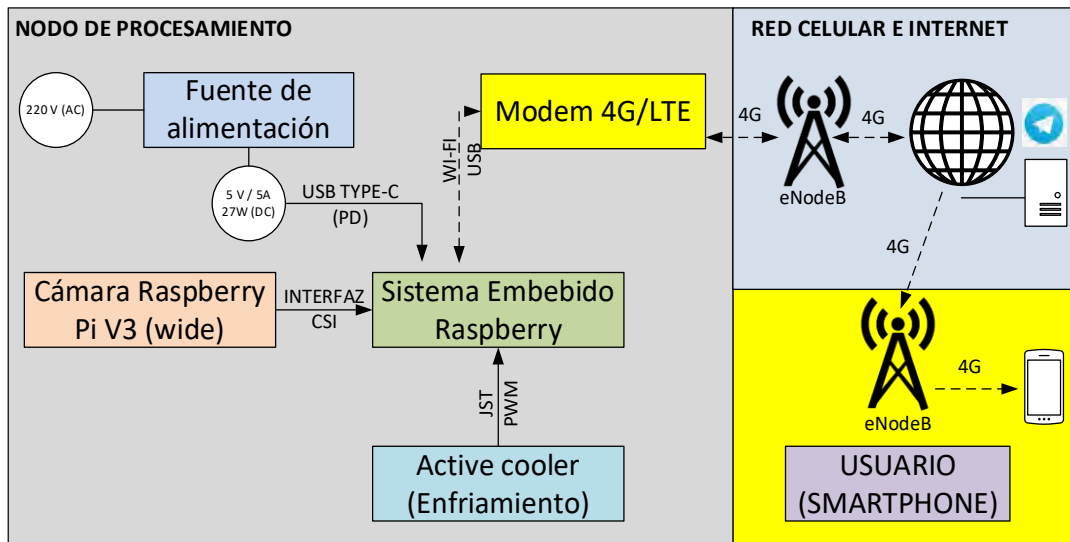 NODO DE PROCESAMIENTO
RED CELULAR E INTERNET
220 V (AC)
Fuente de
alimentación
Modem 4G/LTE
4G
4G
eNodeB
WI-FI
USB
5 V / 5A
27W (DC)
USB TYPE-C
(PD)
4G
Cámara Raspberry
Pi V3 (wide)
INTERFAZ
CSI
Sistema Embebido
Raspberry
4G
eNodeB
JST
PWM
Active cooler
(Enfriamiento)
USUARIO
(SMARTPHONE)